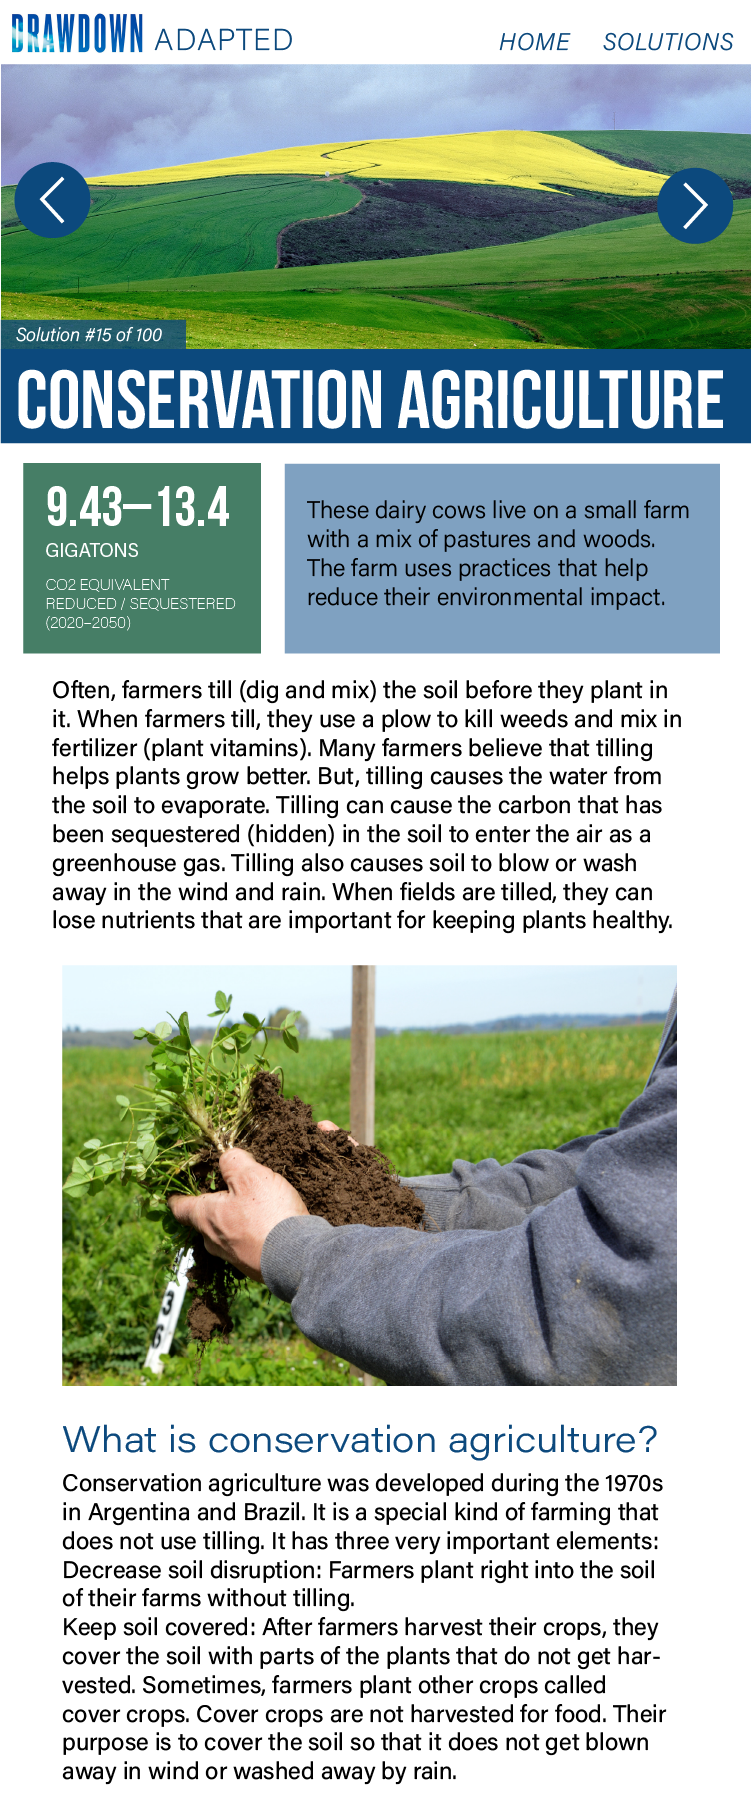 DRAWDOWN ADAPTED
HOME SOLUTIONS
Solution #15 of 100
CONSERVATION AGRICULTURE
9.43–13.4
GIGATONS
CO2 EQUIVALENT
REDUCED / SEQUESTERED
(2020–2050)
These dairy cows live on a small farm
with a mix of pastures and woods.
The farm uses practices that help
reduce their environmental impact.
Often, farmers till (dig and mix) the soil before they plant in
it. When farmers till, they use a plow to kill weeds and mix in
fertilizer (plant vitamins). Many farmers believe that tilling
helps plants grow better. But, tilling causes the water from
the soil to evaporate. Tilling can cause the carbon that has
been sequestered (hidden) in the soil to enter the air as a
greenhouse gas. Tilling also causes soil to blow or wash
away in the wind and rain. When fields are tilled, they can
lose nutrients that are important for keeping plants healthy.
3
6
What is conservation agriculture?
Conservation agriculture was developed during the 1970s
in Argentina and Brazil. It is a special kind of farming that
does not use tilling. It has three very important elements:
Decrease soil disruption: Farmers plant right into the soil
of their farms without tilling.
Keep soil covered: After farmers harvest their crops, they
cover the soil with parts of the plants that do not get har-
vested. Sometimes, farmers plant other crops called
cover crops. Cover crops are not harvested for food. Their
purpose is to cover the soil so that it does not get blown
away in wind or washed away by rain.